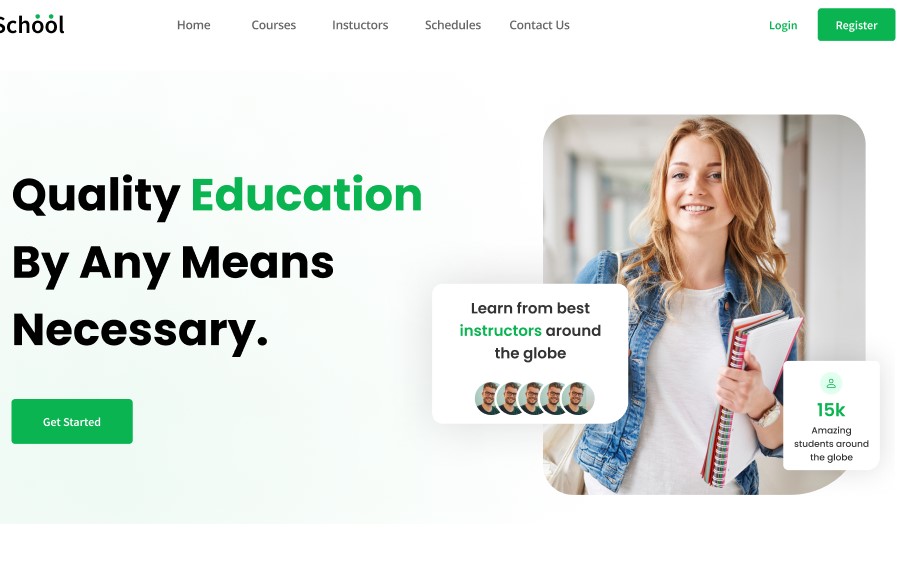 Schööl
Home Courses Instuctors Schedules Contact Us Login Register
Quality Education
By Any Means
Necessary.
Get Started
Learn from best
instructors around
the globe
15k
Amazing
students around
the globe